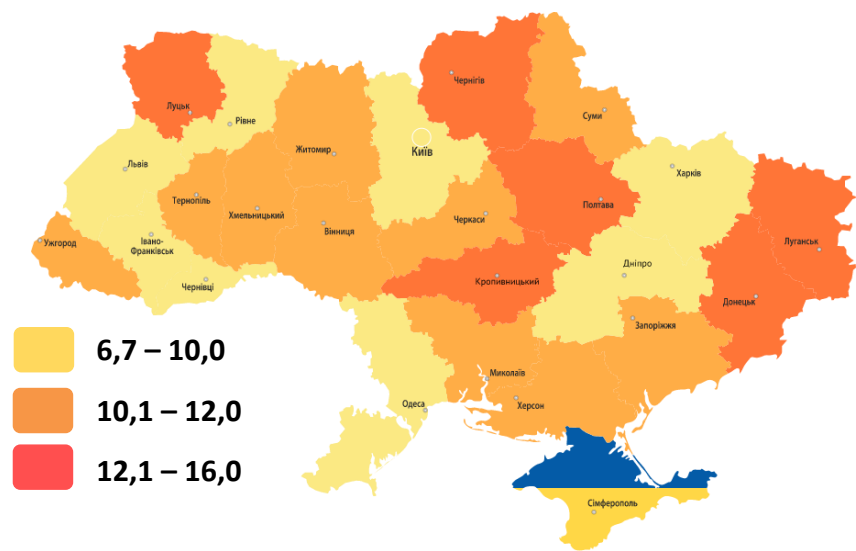 Чернігів
Луцьк
Суми
Рівне
Київ
Житомир
Львів
Харків
Тернопіль
Полтава
Хмельницький
Черкаси
Вінниця
Ужгород
Івано-
Франківськ
Луганськ
Дніпро
Кропивницький
Чернівці
Донецьк
Запоріжжя
6,7 – 10,0
Миколаїв
Одеса
Херсон
10,1 – 12,0
12,1 – 16,0
Сімферополь